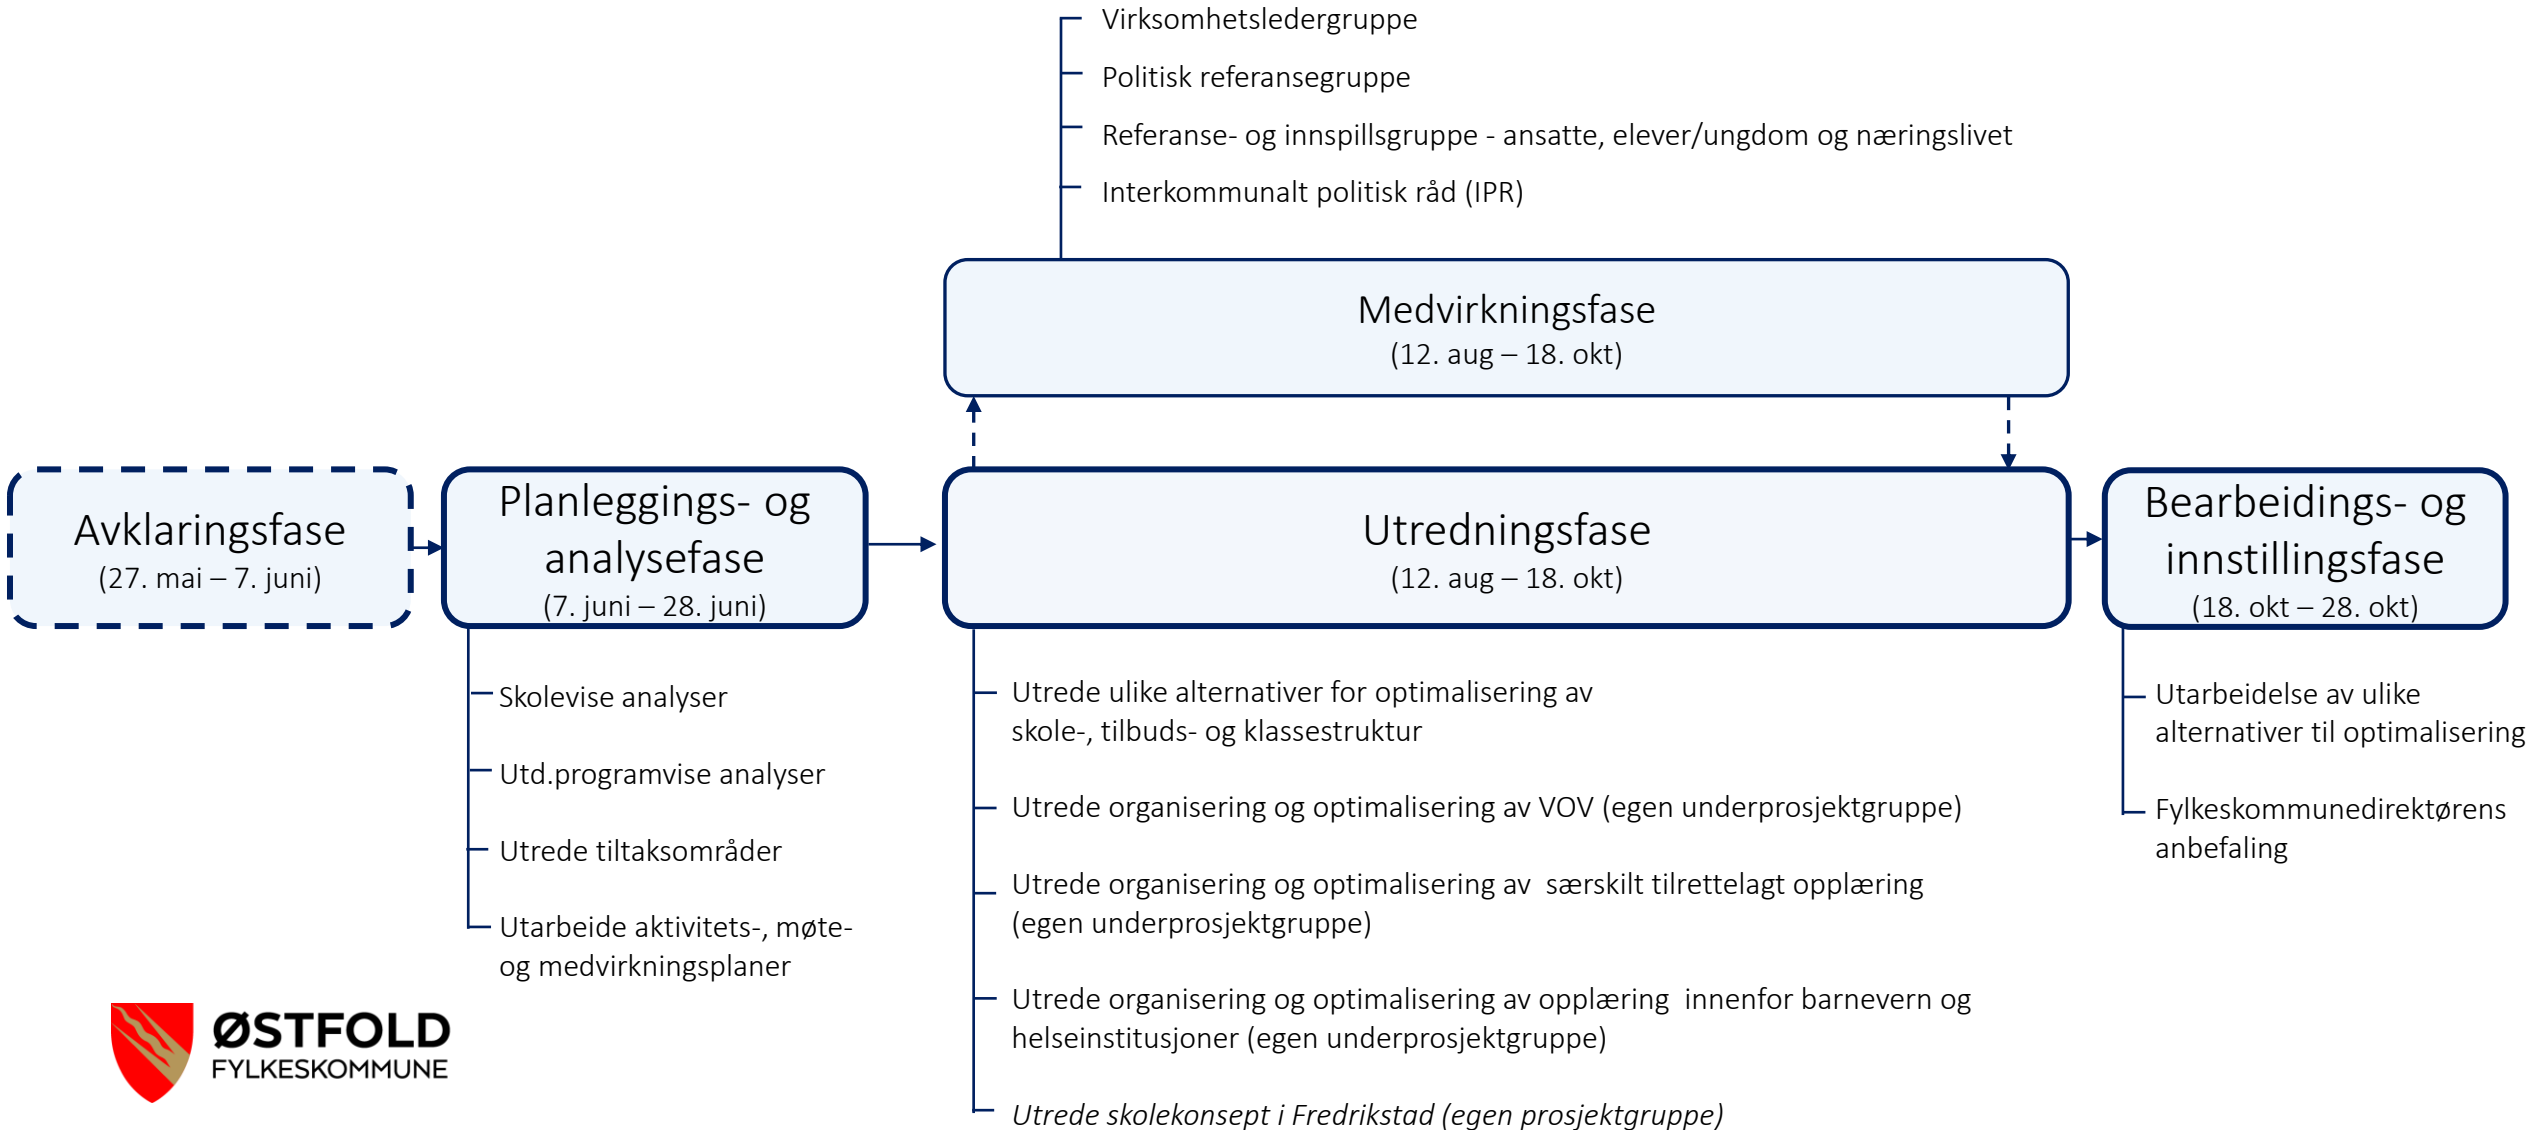 Virksomhetsledergruppe
Politisk referansegruppe
Referanse- og innspillsgruppe - ansatte, elever/ungdom og næringslivet
Interkommunalt politisk råd (IPR)
Medvirkningsfase
(12. aug – 18. okt)
Avklaringsfase
(27. mai – 7. juni)
Planleggings- og
analysefase
(7. juni – 28. juni)
Utredningsfase
(12. aug – 18. okt)
Bearbeidings- og
innstillingsfase
(18. okt – 28. okt)
Skolevise analyser
Utd.programvise analyser
Utrede tiltaksområder
Utarbeide aktivitets-, møte-
og medvirkningsplaner
Utrede ulike alternativer for optimalisering av
skole-, tilbuds- og klassestruktur
Utrede organisering og optimalisering av VOV (egen underprosjektgruppe)
Utrede organisering og optimalisering av  særskilt tilrettelagt opplæring
(egen underprosjektgruppe)
Utrede organisering og optimalisering av opplæring  innenfor barnevern og
helseinstitusjoner (egen underprosjektgruppe)
Utrede skolekonsept i Fredrikstad (egen prosjektgruppe)
Utarbeidelse av ulike
alternativer til optimalisering
Fylkeskommunedirektørens
anbefaling
ØSTFOLD
FYLKESKOMMUNE